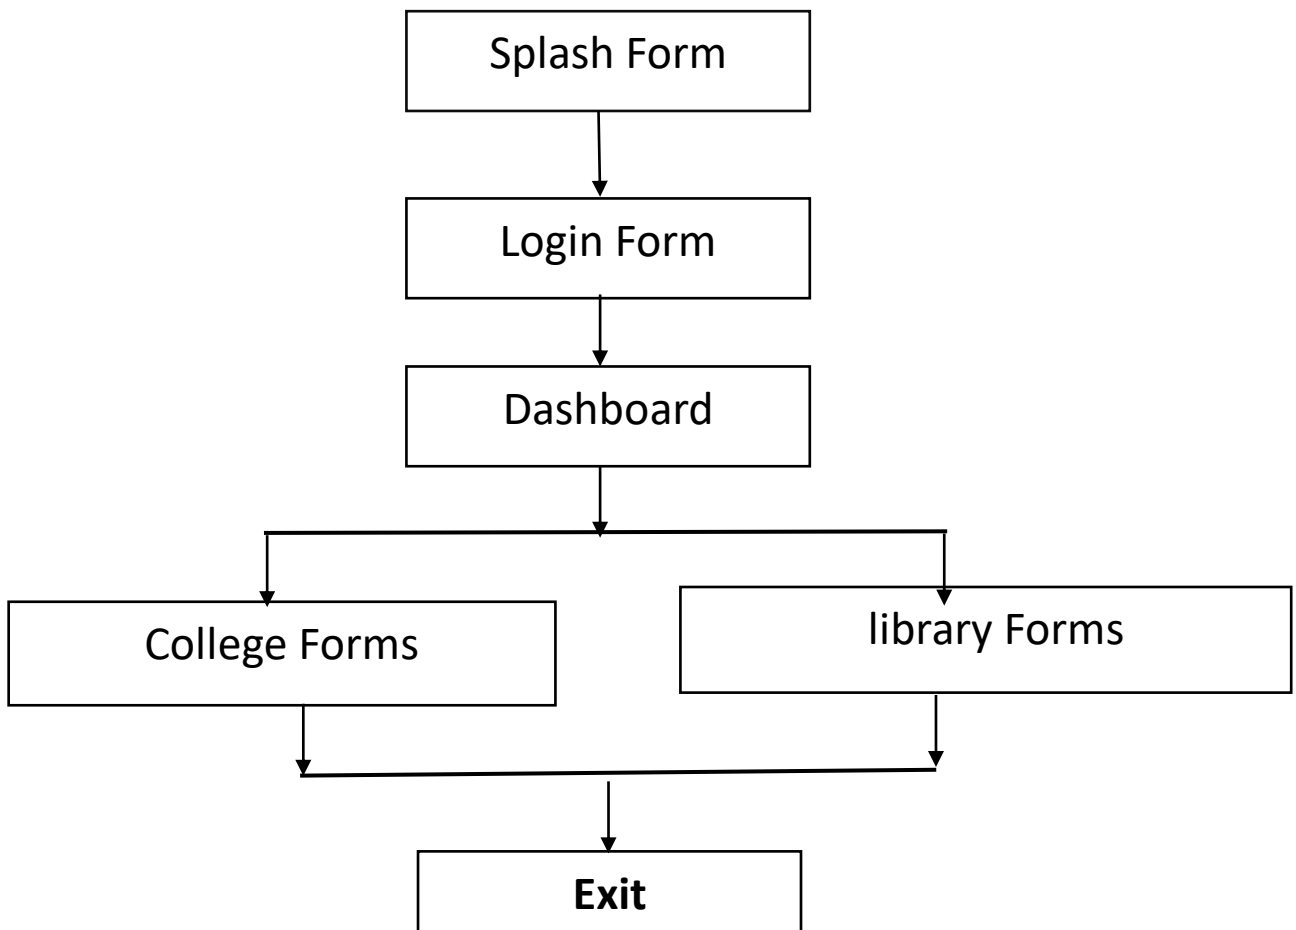 Splash Form
Login Form
Dashboard
College Forms
library Forms
Exit